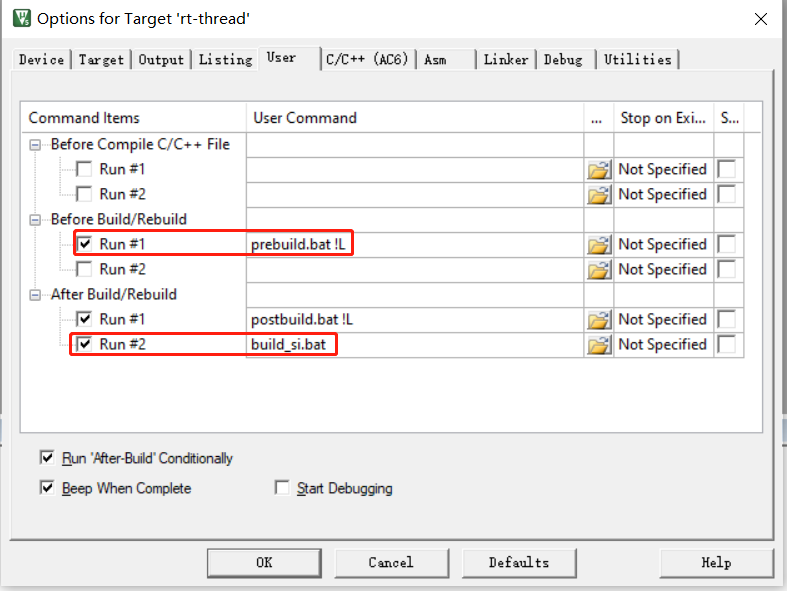 Options for Target 'rt-thread'
Device Target Output Listing User C/C++ (AC6) Asm Linker Debug Utilities
Command Items User Command ... Stop on Exi... S...
Before Compile C/C++ File
Run #1 Not Specified
Run #2 Not Specified
Before Build/Rebuild
Run #1 prebuild.bat !L Not Specified
Run #2 Not Specified
After Build/Rebuild
Run #1 postbuild.bat !L Not Specified
Run #2 build_si.bat Not Specified
Run 'After-Build' Conditionally
Beep When Complete Start Debugging
OK Cancel Defaults Help